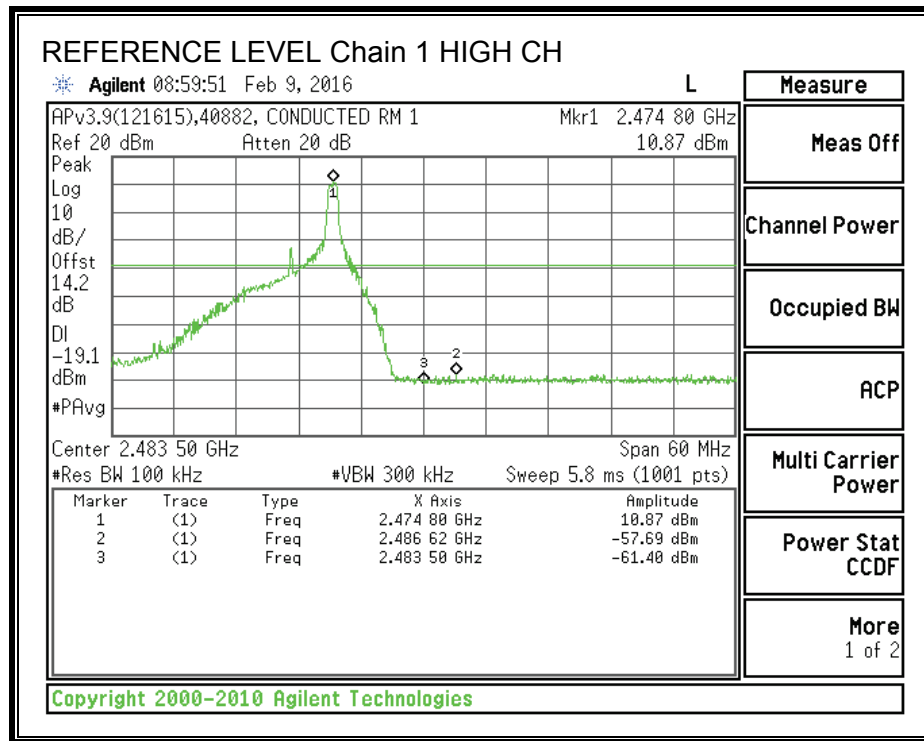 REFERENCE LEVEL Chain 1 HIGH CH
Agilent 08:59:51 Feb 9, 2016 L
Measure
APv3.9(121615),40882, CONDUCTED RM 1 Mkr1 2.474 80 GHz
Ref 20 dBm Atten 20 dB 10.87 dBm
Peak
Log
10
dB/
Offst
14.2
dB
DI
-19.1
dBm
#PAvg
1
3
2
Center 2.483 50 GHz Span 60 MHz
#Res BW 100 kHz #VBW 300 kHz Sweep 5.8 ms (1001 pts)
Marker Trace Type X Axis Amplitude
1 (1) Freq 2.474 80 GHz 10.87 dBm
2 (1) Freq 2.486 62 GHz -57.69 dBm
3 (1) Freq 2.483 50 GHz -61.40 dBm
Meas Off
Channel Power
Occupied BW
ACP
Multi Carrier
Power
Power Stat
CCDF
More
1 of 2
Copyright 2000-2010 Agilent Technologies